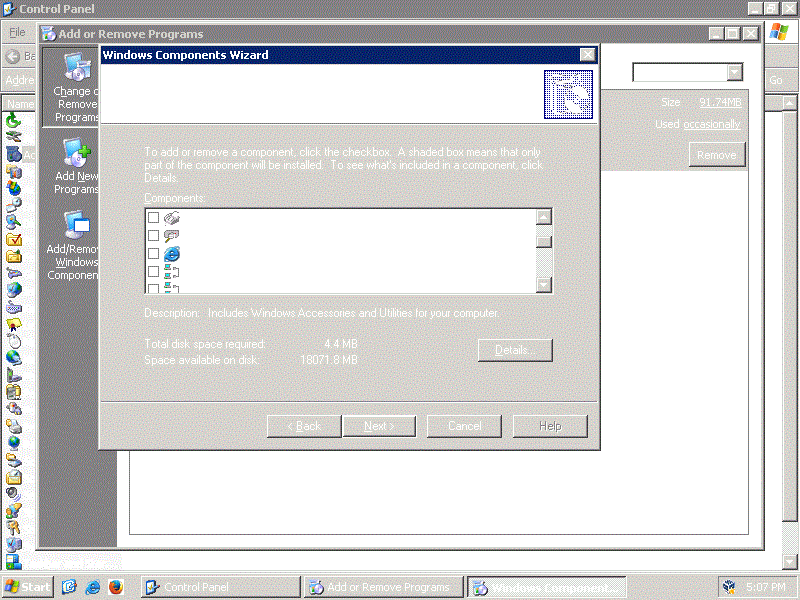 Control Panel
File
Add or Remove Programs
Windows Components Wizard
Addre
Go
Name
Change o
Remove
Programs
Size
91.74MB
Used occasionally
Remove
To add or remove a component, click the checkbox. A shaded box means that only
part of the component will be installed. To see what's included in a component, click
Details.
Add New
Programs
Components:
Add/Remo
Windows
Componen
Description: Includes Windows Accessories and Utilities for your computer.
Total disk space required: 4.4 MB
Space available on disk: 18071.8 MB
Details...
< Back
Next >
Cancel
Help
Start
Control Panel
Add or Remove Programs
Windows Component...
5:07 PM